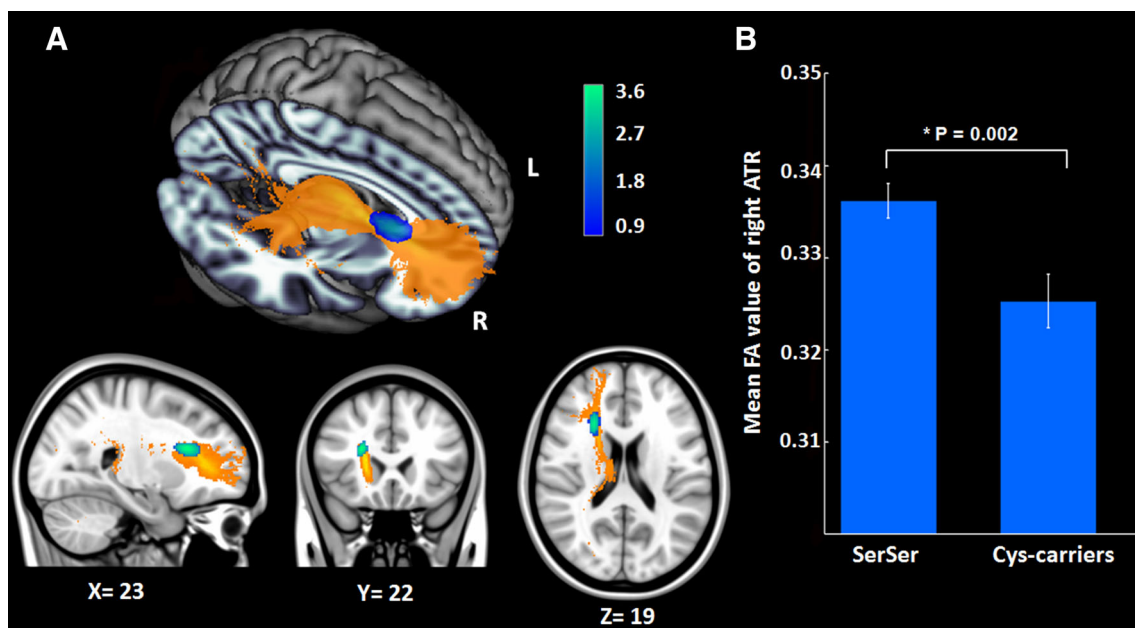 A
3.6
2.7
1.8
0.9
L
R
X= 23
Y= 22
Z= 19
B
Mean FA value of right ATR
0.35
0.34
0.33
0.32
0.31
* P = 0.002
SerSer
Cys-carriers